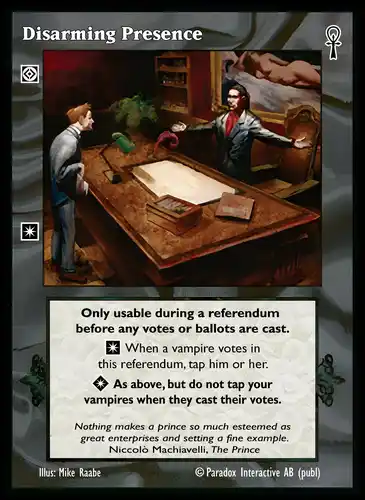 Disarming Presence
Only usable during a referendum
before any votes or ballots are cast.
When a vampire votes in
this referendum, tap him or her.
As above, but do not tap your
vampires when they cast their votes.
Nothing makes a prince so much esteemed as
great enterprises and setting a fine example.
Niccolò Machiavelli, The Prince
Illus: Mike Raabe
© Paradox Interactive AB (publ)